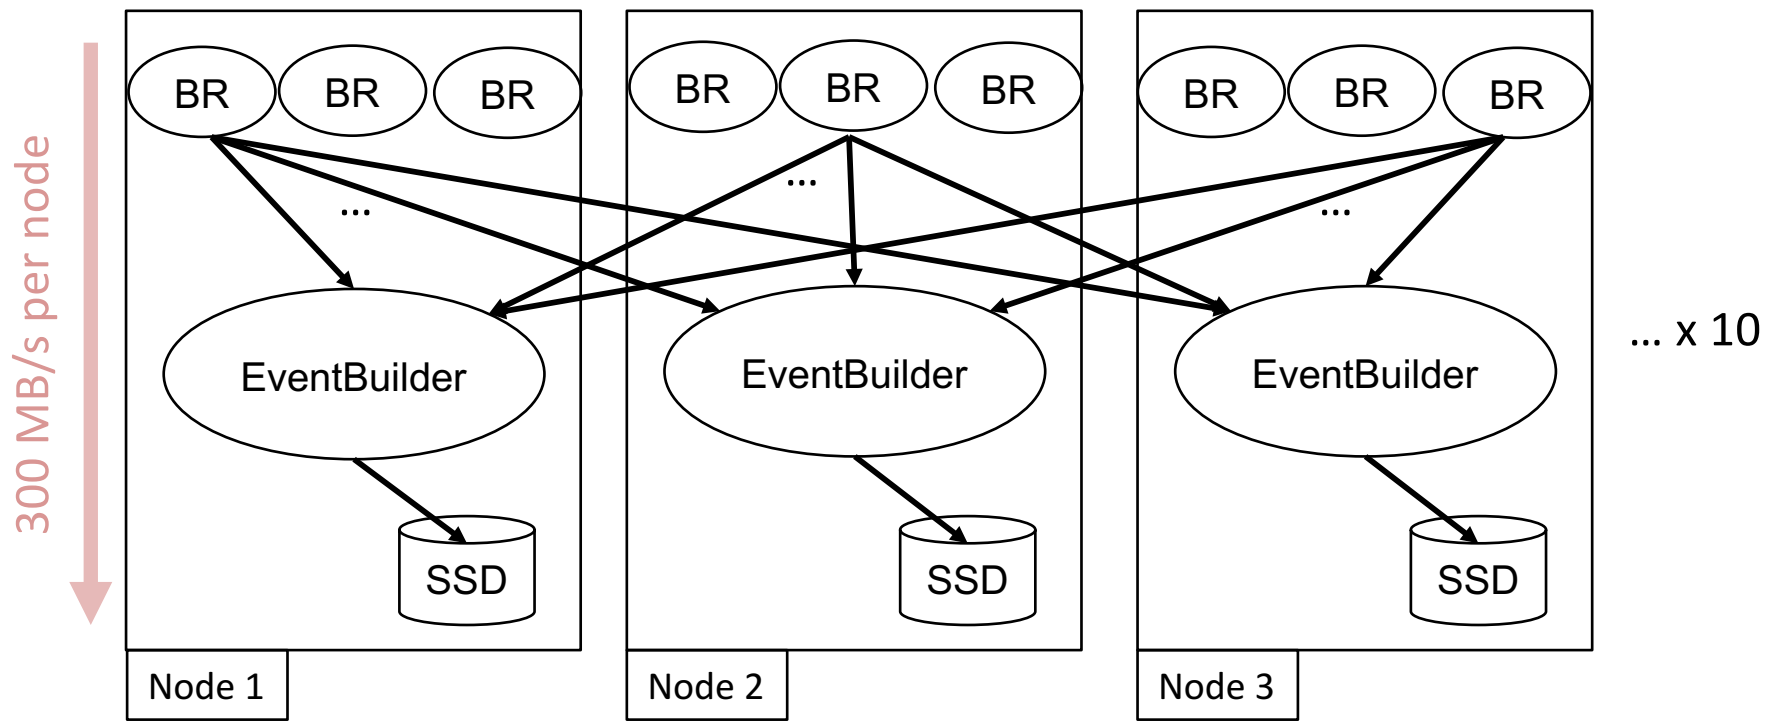 300 MB/s per node
BR BR BR
BR BR BR
BR BR BR
...
...
...
EventBuilder
EventBuilder
EventBuilder
... x 10
SSD
SSD
SSD
Node 1
Node 2
Node 3